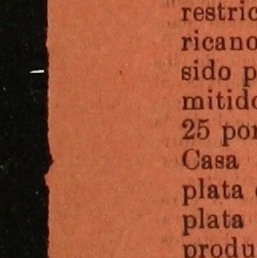 restric
ricano
sido p
mitido
25 por
Casa
plata
plata
produ